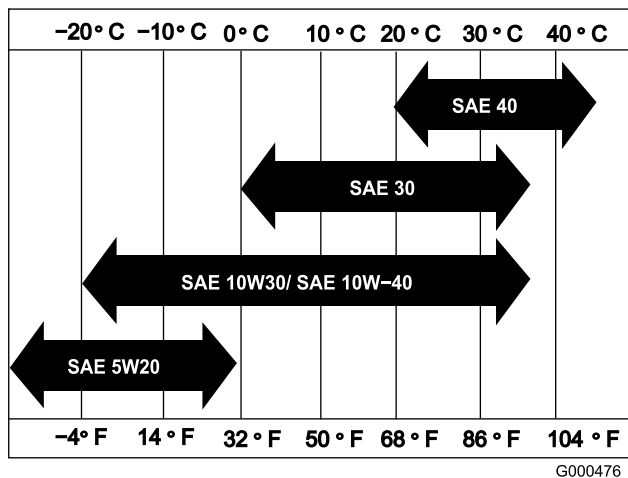 −20° C −10° C 0° C 10° C 20° C 30° C 40° C
SAE 40
SAE 30
SAE 10W30/ SAE 10W−40
SAE 5W20
−4° F 14° F 32 ° F 50 ° F 68 ° F 86 ° F 104 ° F
G000476